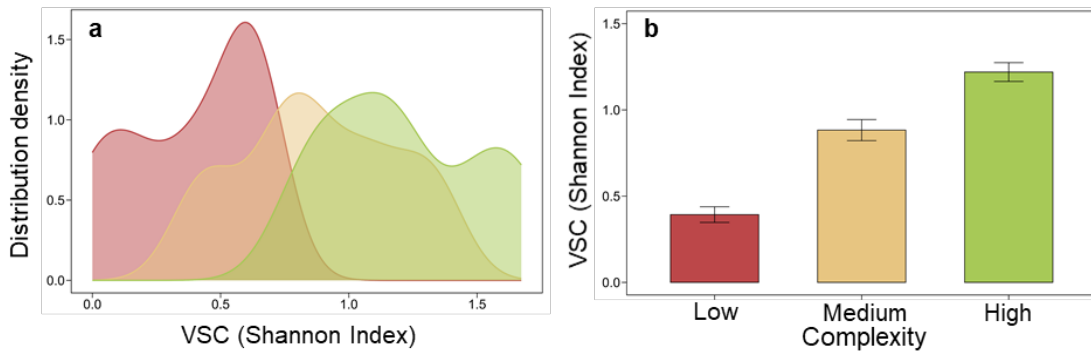 a
Distribution density
1.5
1.0
0.5
0.0
0.0 0.5 1.0 1.5
VSC (Shannon Index)
b
VSC (Shannon Index)
1.5
1.0
0.5
0.0
Low Medium High
Complexity